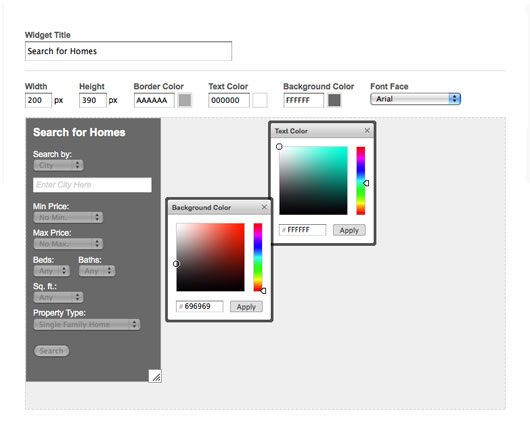 Widget Title
Search for Homes
Width Height Border Color Text Color Background Color Font Face
200 px 390 px AAAAAA 000000 FFFFFF Arial
Search for Homes
Search by:
City
Enter City Here
Min Price:
No Min.
Max Price:
No Max.
Beds: Baths:
Any Any
Sq. ft.:
Any
Property Type:
Single Family Home
Search
Text Color ×
# FFFFFF Apply
Background Color ×
# 696969 Apply